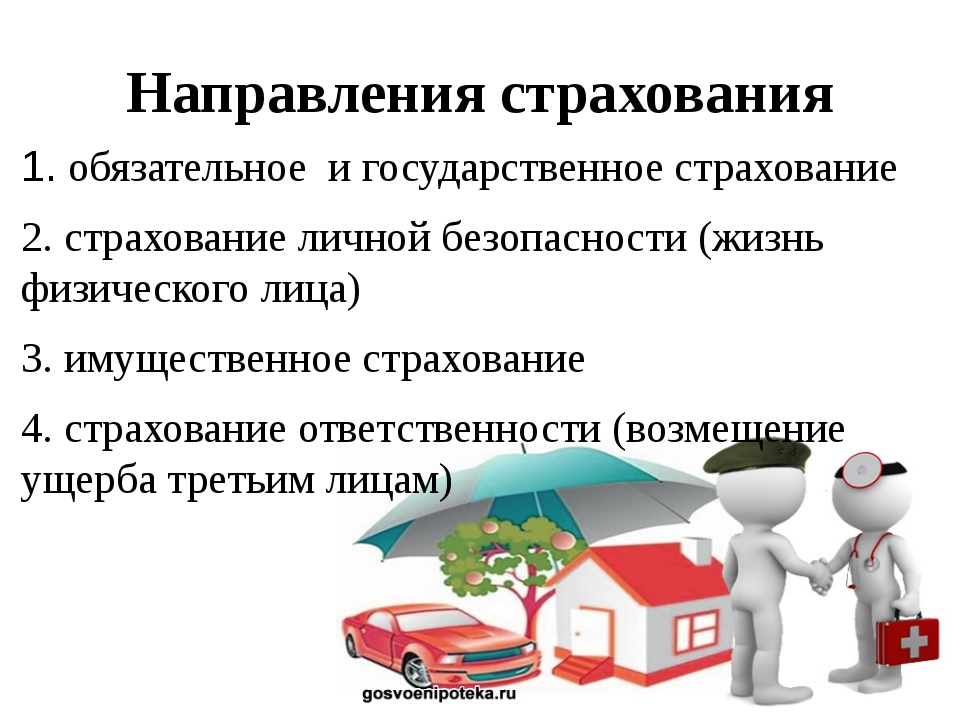 Направления страхования
1. обязательное  и государственное страхование
2. страхование личной безопасности (жизнь
физического лица)
3. имущественное страхование
4. страхование ответственности (возмещение
ущерба третьим лицам)
gosvoenipoteka.ru